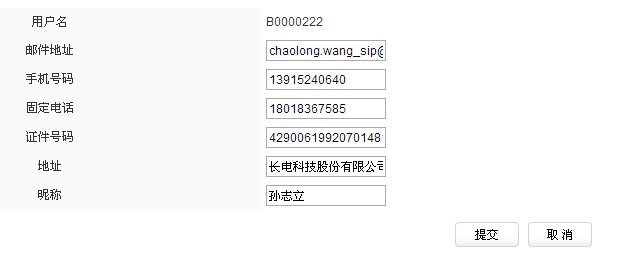 用户名 B0000222
邮件地址 chaolong.wang_sip@
手机号码 13915240640
固定电话 18018367585
证件号码 429006199207014​8
地址 长电科技股份有限公司
昵称 孙志立
提交 取消